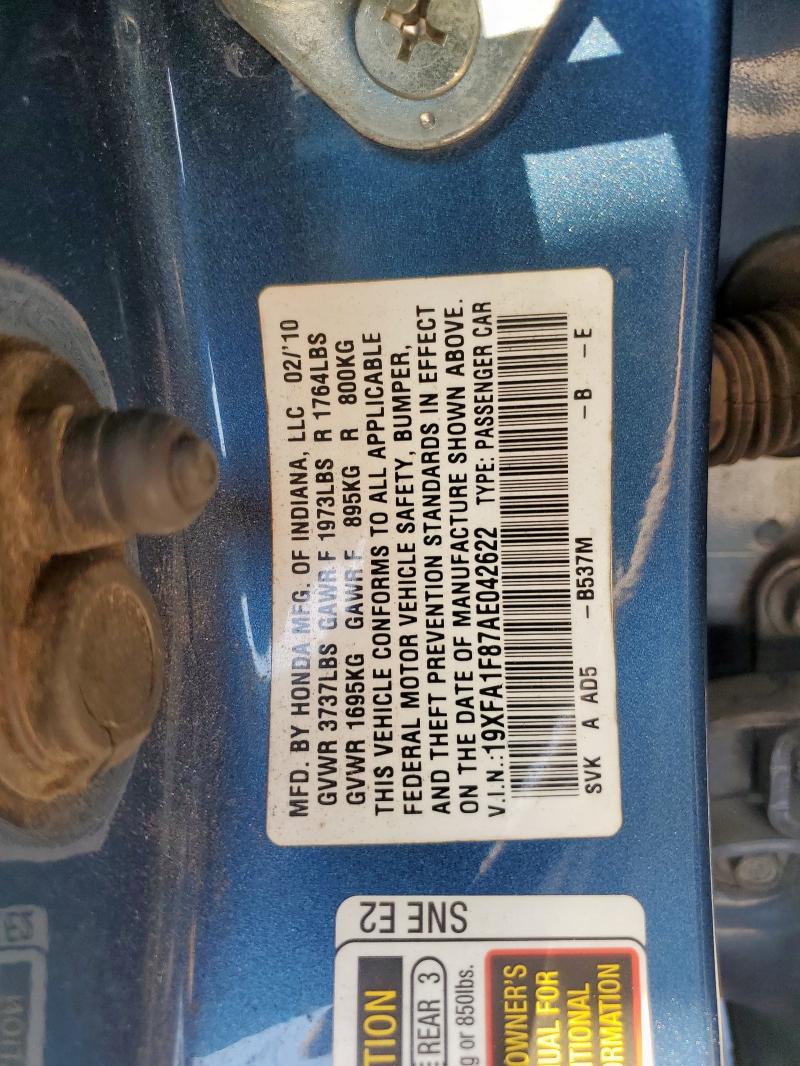 MFD. BY HONDA MFG. OF INDIANA, LLC 02/'10
GVWR 3737LBS GAWR F 1973LBS R 1764LBS
GVWR 1695KG GAWR F 895KG R 800KG
THIS VEHICLE CONFORMS TO ALL APPLICABLE
FEDERAL MOTOR VEHICLE SAFETY, BUMPER,
AND THEFT PREVENTION STANDARDS IN EFFECT
ON THE DATE OF MANUFACTURE SHOWN ABOVE.
V.I.N.:19XFA1F87AE042622 TYPE: PASSENGER CAR
SVK A AD5 -B537M -B -E
SNE E2
TION
REAR 3
g or 850lbs.
OWNER'S
UAL FOR
ITIONAL
RMATION